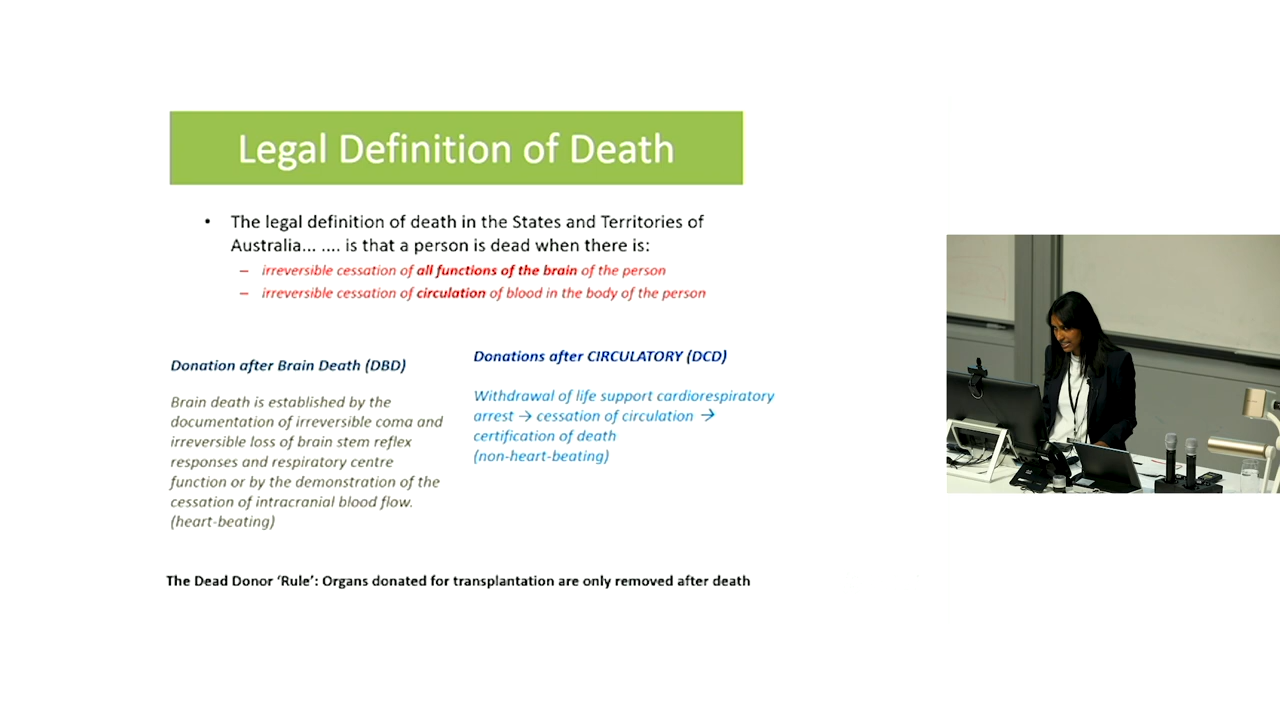 Legal Definition of Death
• The legal definition of death in the States and Territories of
Australia... .... is that a person is dead when there is:
– irreversible cessation of all functions of the brain of the person
– irreversible cessation of circulation of blood in the body of the person
Donation after Brain Death (DBD)
Brain death is established by the
documentation of irreversible coma and
irreversible loss of brain stem reflex
responses and respiratory centre
function or by the demonstration of the
cessation of intracranial blood flow.
(heart-beating)
Donations after CIRCULATORY (DCD)
Withdrawal of life support cardiorespiratory
arrest → cessation of circulation →
certification of death
(non-heart-beating)
The Dead Donor ‘Rule’: Organs donated for transplantation are only removed after death